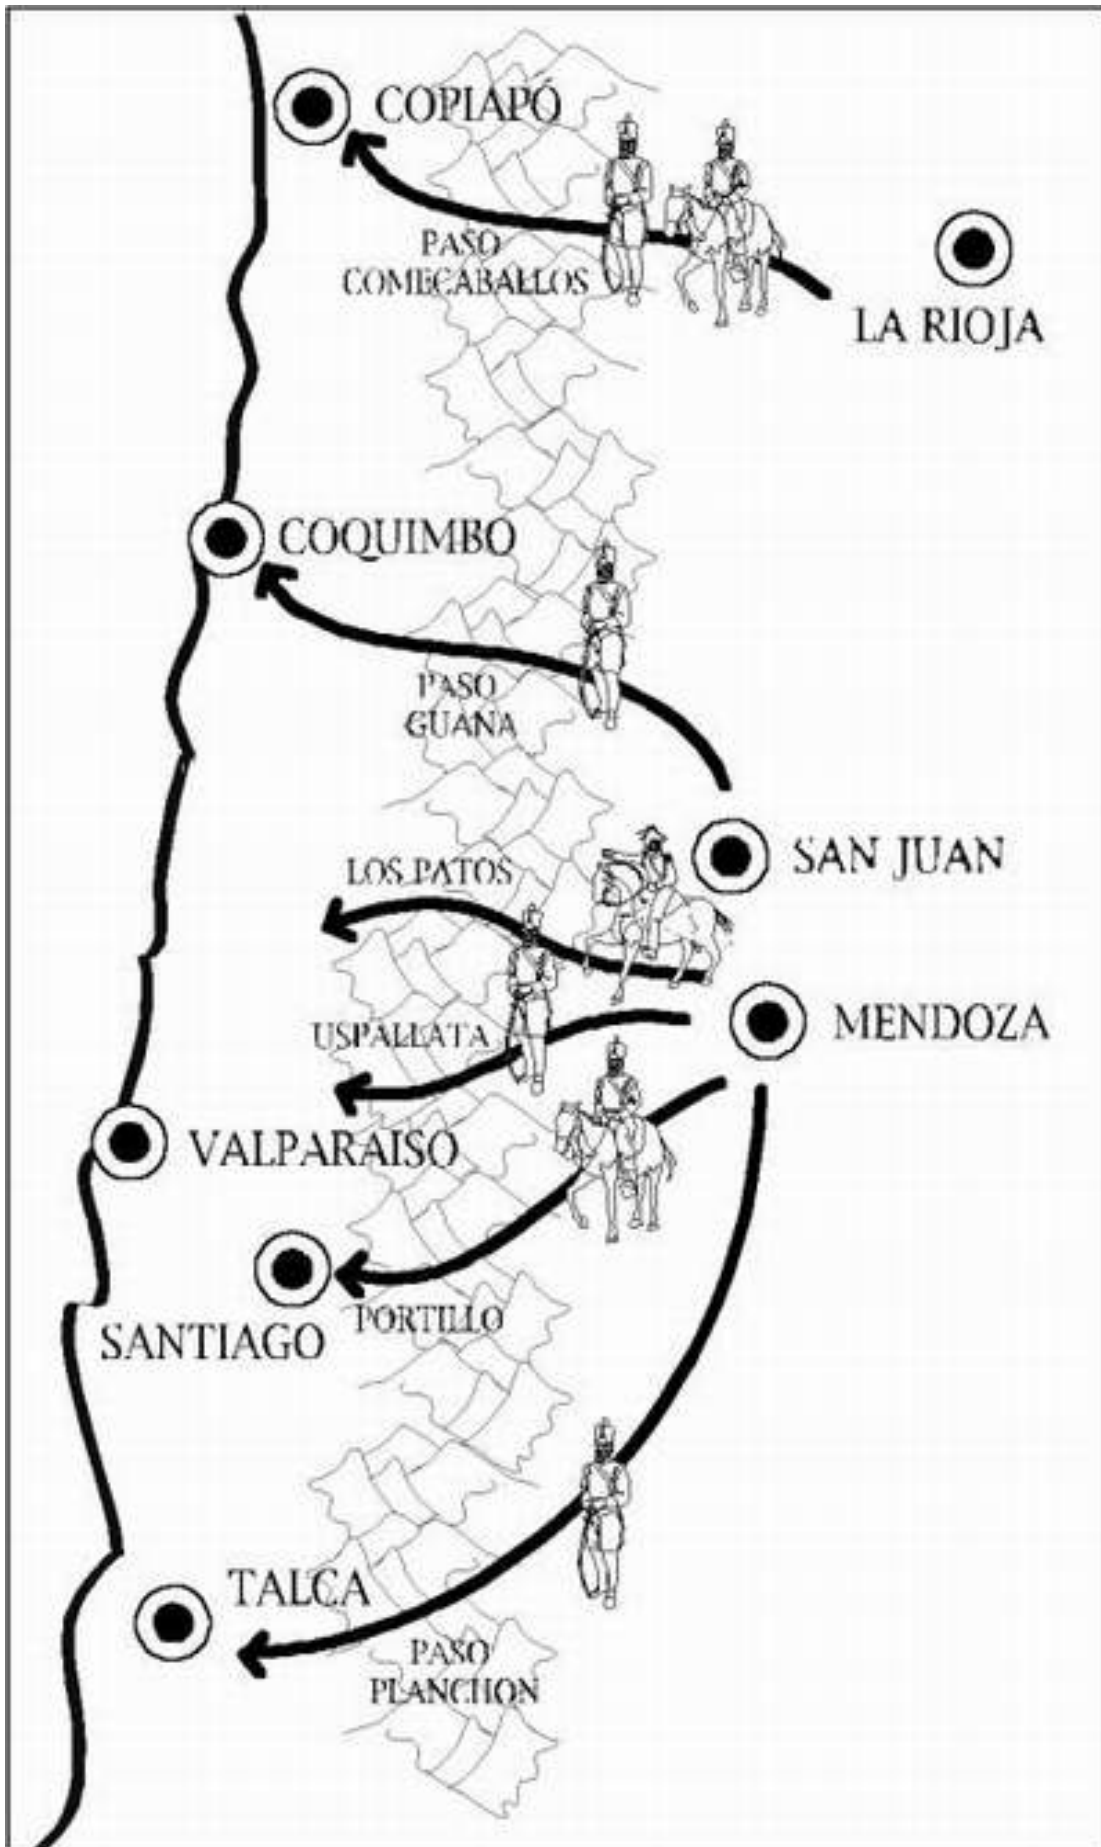 COPIAPÓ
PASO
COMECABALLOS
LA RIOJA
COQUIMBO
PASO
GUANA
SAN JUAN
LOS PATOS
MENDOZA
USPALLATA
VALPARAISO
PORTILLO
SANTIAGO
TALCA
PASO
PLANCHON